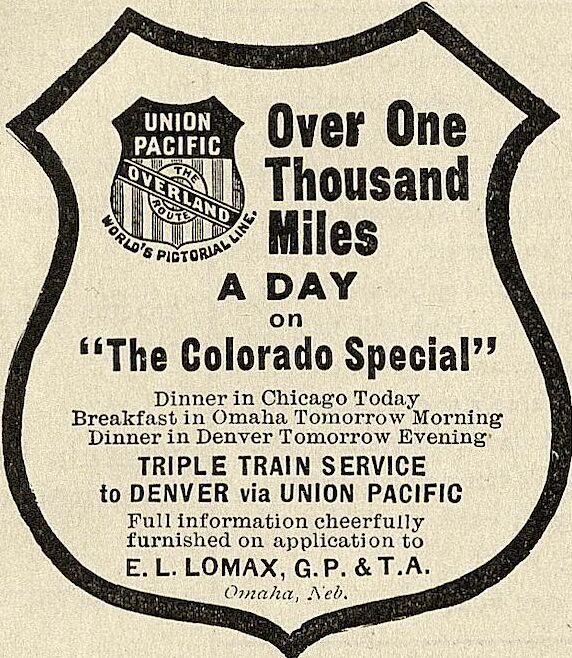 UNION
PACIFIC
THE
OVERLAND
ROUTE
WORLD'S PICTORIAL LINE.
Over One
Thousand
Miles
A DAY
on
"The Colorado Special"
Dinner in Chicago Today
Breakfast in Omaha Tomorrow Morning
Dinner in Denver Tomorrow Evening
TRIPLE TRAIN SERVICE
to DENVER via UNION PACIFIC
Full information cheerfully
furnished on application to
E. L. LOMAX, G. P. & T. A.
Omaha, Neb.